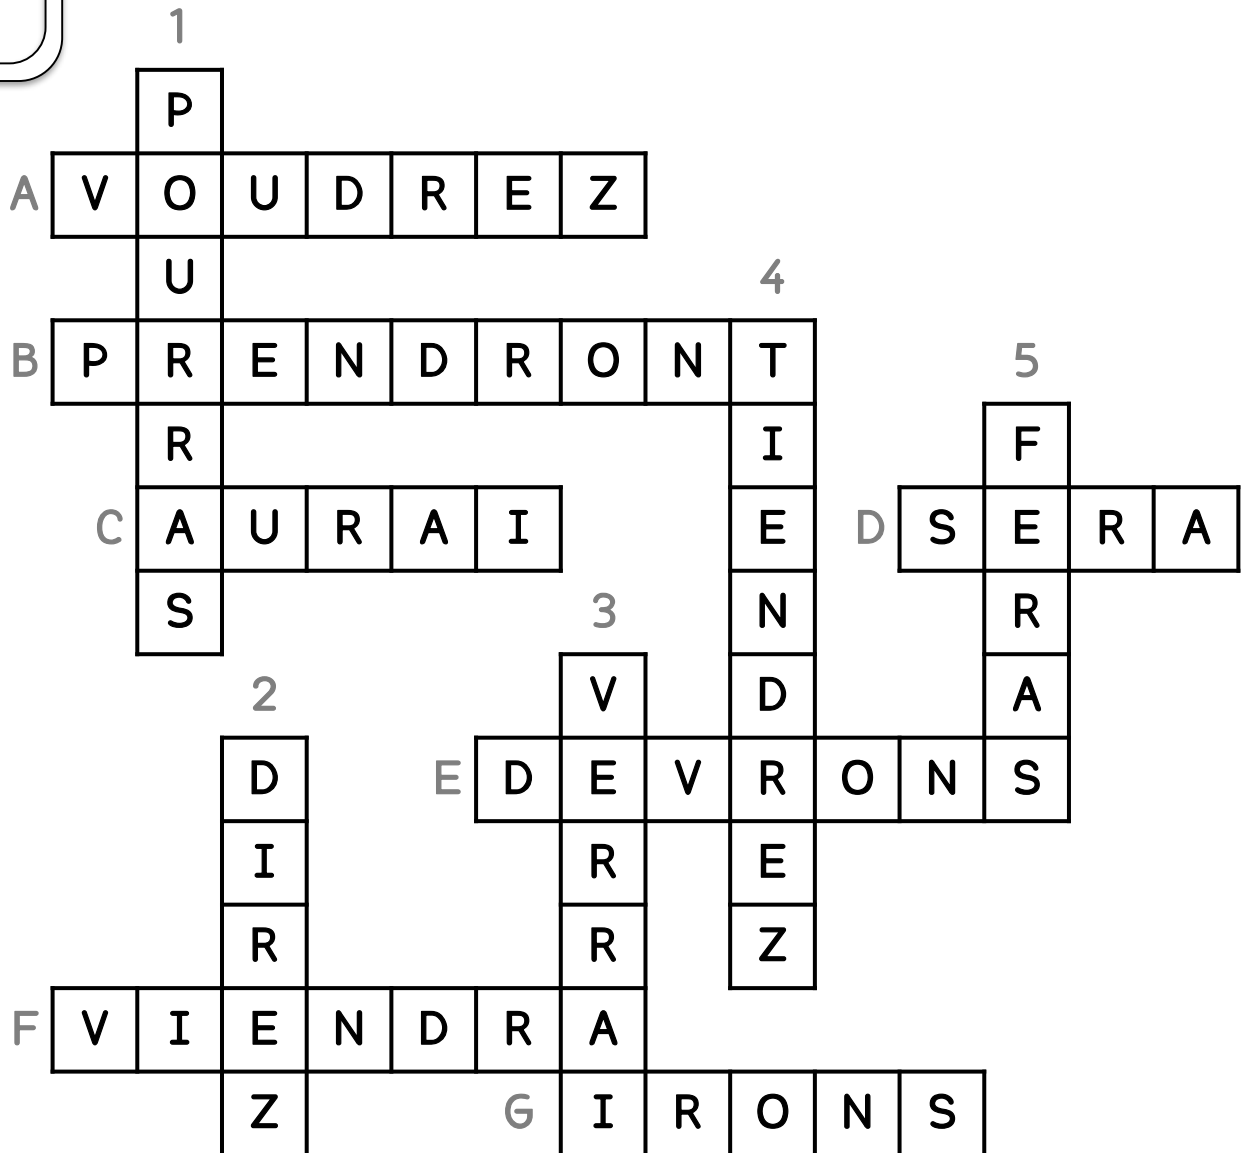 1
P
A V O U D R E Z
U 4
B P R E N D R O N T 5
R I F
C A U R A I E D S E R A
S 3 N R
2 V D A
D E D E V R O N S
I R E
R R Z
F V I E N D R A
Z G I R O N S